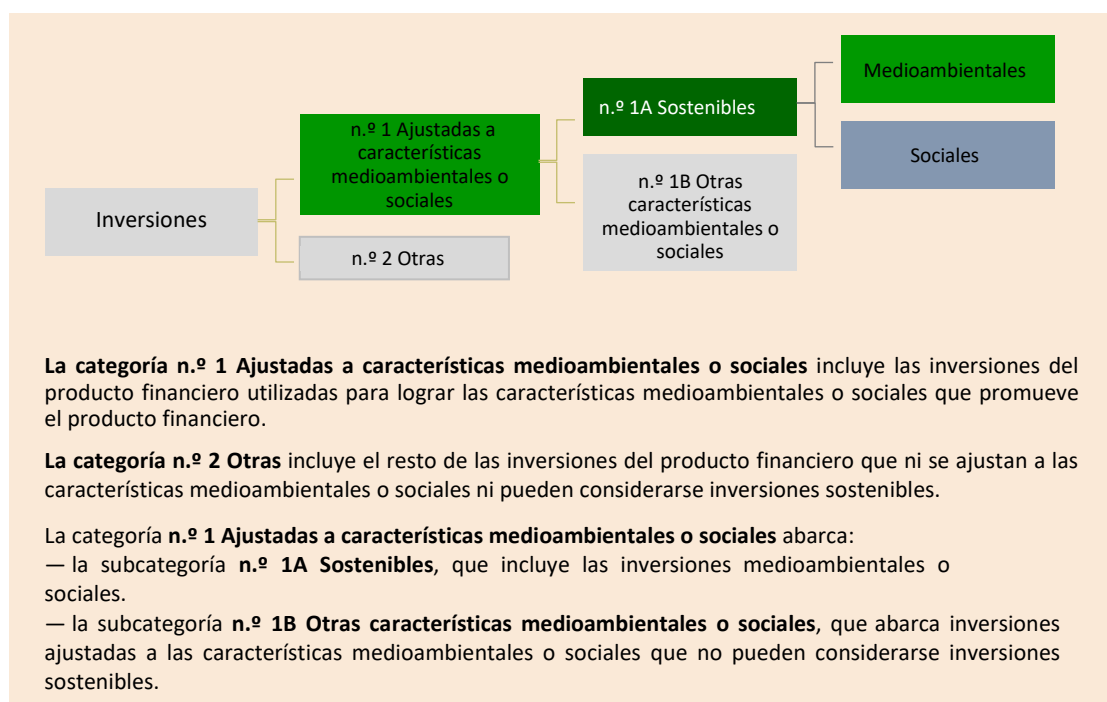 Medioambientales
n.º 1A Sostenibles
n.º 1 Ajustadas a
características
medioambientales o
sociales
Sociales
n.º 1B Otras
características
medioambientales o
sociales
Inversiones
n.º 2 Otras
La categoría n.º 1 Ajustadas a características medioambientales o sociales incluye las inversiones del
producto financiero utilizadas para lograr las características medioambientales o sociales que promueve
el producto financiero.
La categoría n.º 2 Otras incluye el resto de las inversiones del producto financiero que ni se ajustan a las
características medioambientales o sociales ni pueden considerarse inversiones sostenibles.
La categoría n.º 1 Ajustadas a características medioambientales o sociales abarca:
— la subcategoría n.º 1A Sostenibles, que incluye las inversiones medioambientales o
sociales.
— la subcategoría n.º 1B Otras características medioambientales o sociales, que abarca inversiones
ajustadas a las características medioambientales o sociales que no pueden considerarse inversiones
sostenibles.